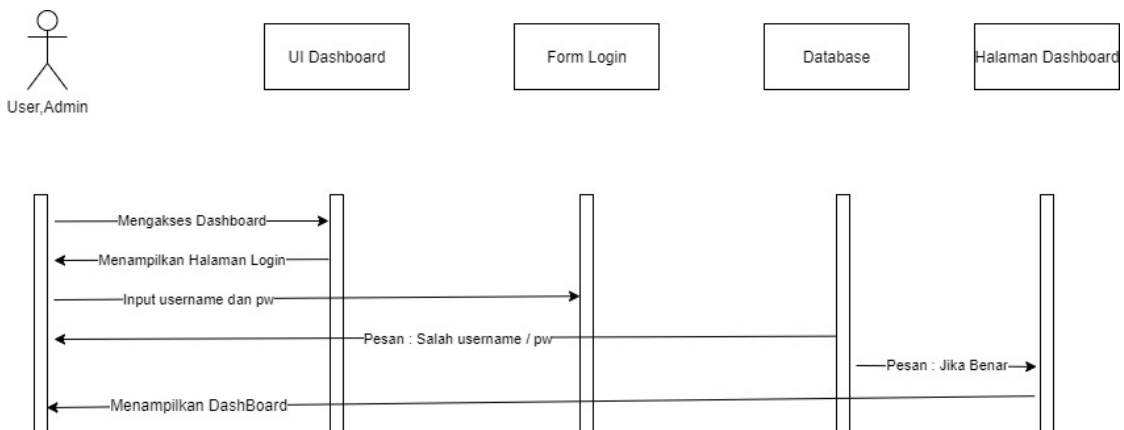 User,Admin
UI Dashboard
Form Login
Database
Halaman Dashboard
Mengakses Dashboard
Menampilkan Halaman Login
Input username dan pw
Pesan : Salah username / pw
Pesan : Jika Benar
Menampilkan DashBoard